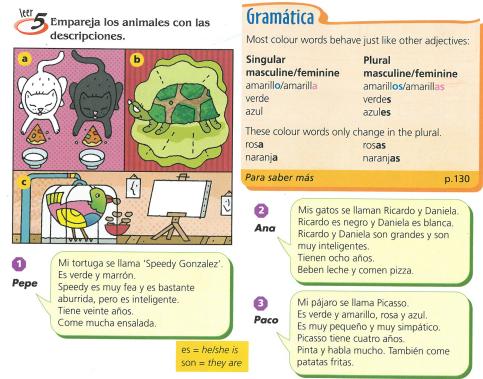 leer
5 Empareja los animales con las
descripciones.
a
b
c
Gramática
Most colour words behave just like other adjectives:
Singular Plural
masculine/feminine masculine/feminine
amarillo/amarilla amarillos/amarillas
verde verdes
azul azules
These colour words only change in the plural.
rosa rosas
naranja naranjas
Para saber más p.130
1
Pepe
Mi tortuga se llama ‘Speedy Gonzalez’.
Es verde y marrón.
Speedy es muy fea y es bastante
aburrida, pero es inteligente.
Tiene veinte años.
Come mucha ensalada.
es = he/she is
son = they are
2
Ana
Mis gatos se llaman Ricardo y Daniela.
Ricardo es negro y Daniela es blanca.
Ricardo y Daniela son grandes y son
muy inteligentes.
Tienen ocho años.
Beben leche y comen pizza.
3
Paco
Mi pájaro se llama Picasso.
Es verde y amarillo, rosa y azul.
Es muy pequeño y muy simpático.
Picasso tiene cuatro años.
Pinta y habla mucho. También come
patatas fritas.